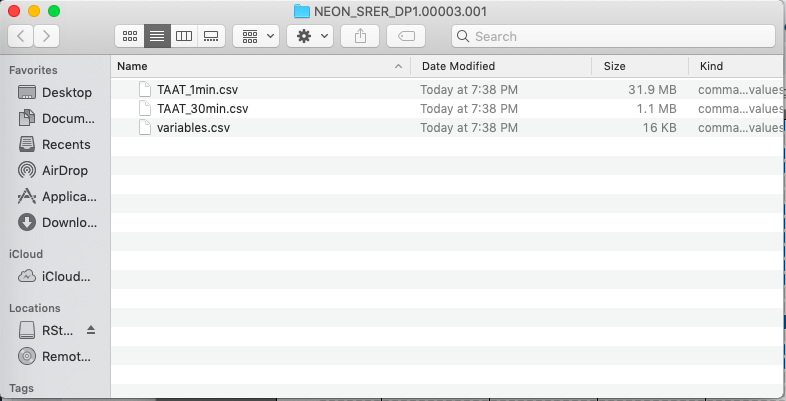 NEON_SRER_DP1.00003.001
Search
Favorites
Desktop
Docum...
Recents
AirDrop
Applica...
Downlo...
iCloud
iCloud...
Locations
RSt...
Remot...
Tags
Name Date Modified Size Kind
TAAT_1min.csv Today at 7:38 PM 31.9 MB comma...values
TAAT_30min.csv Today at 7:38 PM 1.1 MB comma...values
variables.csv Today at 7:38 PM 16 KB comma...values